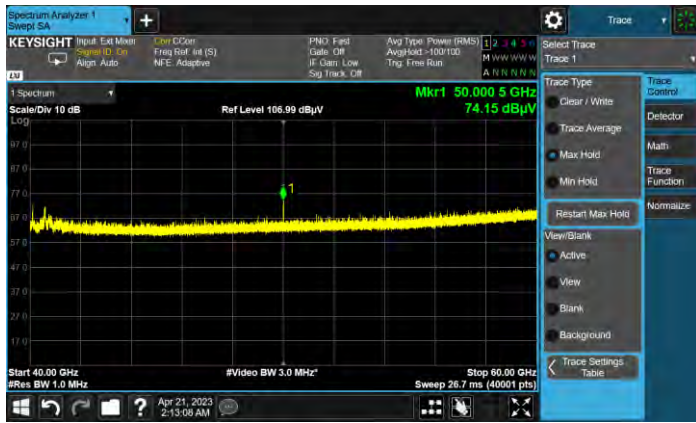 Spectrum Analyzer 1
Swept SA
+
Trace
KEYSIGHT
Input: Ext Mixer
Signal ID: On
Align: Auto
Corr CCorr
Freq Ref: Int (S)
NFE: Adaptive
PNO: Fast
Gate: Off
IF Gain: Low
Sig Track: Off
Avg Type: Power (RMS)
Avg|Hold: >100/100
Trig: Free Run
1 2 3 4 5 6
M W W W W W
A N N N N N
LXI
Select Trace
Trace 1
1 Spectrum
Scale/Div 10 dB
Log
Ref Level 106.99 dBµV
Mkr1 50.000 5 GHz
74.15 dBµV
97.0
87.0
77.0
67.0
57.0
47.0
37.0
27.0
17.0
1
Start 40.00 GHz
#Res BW 1.0 MHz
#Video BW 3.0 MHz*
Stop 60.00 GHz
Sweep 26.7 ms (40001 pts)
Trace Type
Clear / Write
Trace Average
Max Hold
Min Hold
Restart Max Hold
View/Blank
Active
View
Blank
Background
Trace Settings
Table
Trace
Control
Detector
Math
Trace
Function
Normalize
?
Apr 21, 2023
2:13:08 AM